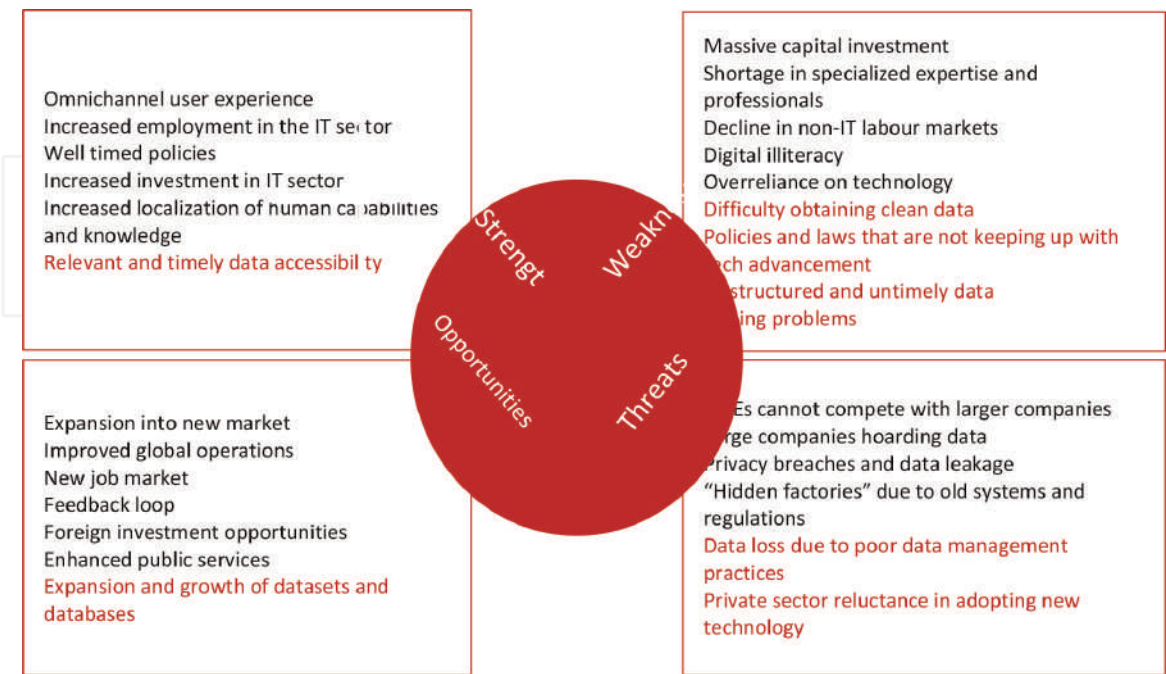 Omnichannel user experience
Increased employment in the IT sector
Well timed policies
Increased investment in IT sector
Increased localization of human capabilities
and knowledge
Relevant and timely data accessibility
Massive capital investment
Shortage in specialized expertise and
professionals
Decline in non-IT labour markets
Digital illiteracy
Overreliance on technology
Difficulty obtaining clean data
Policies and laws that are not keeping up with
advancement
structured and untimely data
problems
Strengt
Weakn
Opportunities
Threats
Expansion into new market
Improved global operations
New job market
Feedback loop
Foreign investment opportunities
Enhanced public services
Expansion and growth of datasets and
databases
cannot compete with larger companies
companies hoarding data
Privacy breaches and data leakage
“Hidden factories” due to old systems and
regulations
Data loss due to poor data management
practices
Private sector reluctance in adopting new
technology